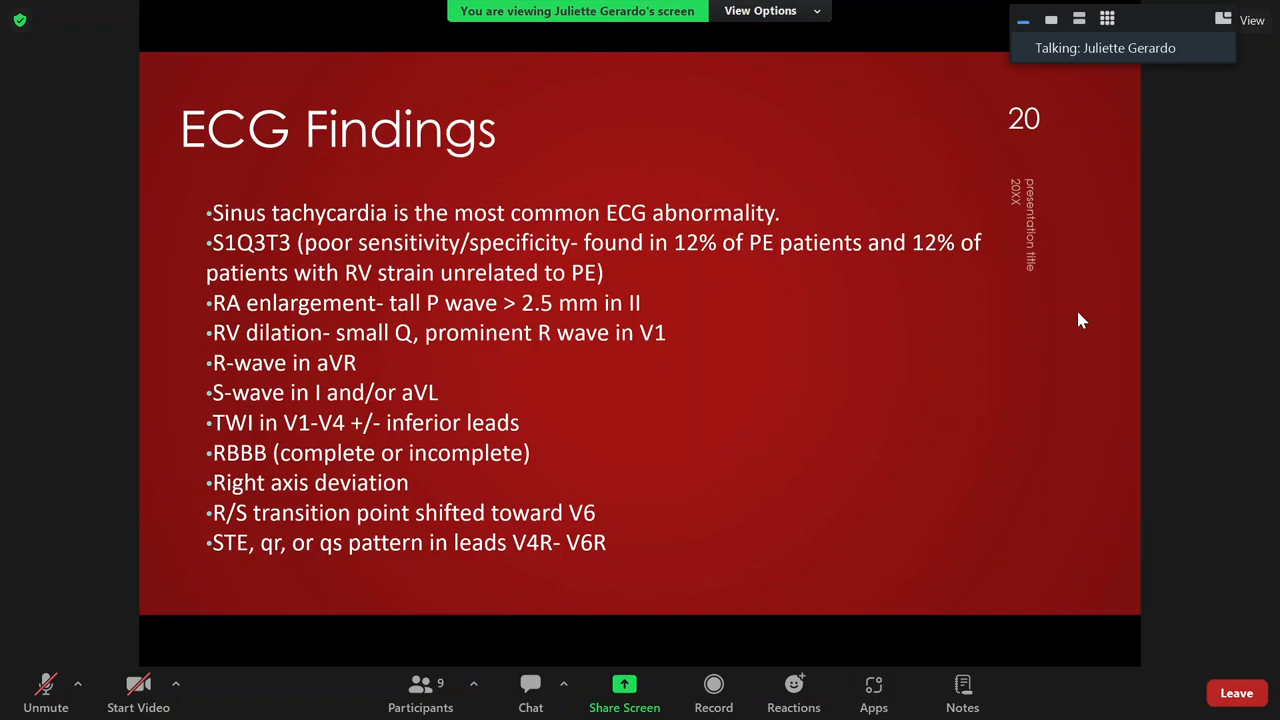 You are viewing Juliette Gerardo's screen
View Options
View
Talking: Juliette Gerardo
ECG Findings
20
presentation title
20XX
•Sinus tachycardia is the most common ECG abnormality.
•S1Q3T3 (poor sensitivity/specificity- found in 12% of PE patients and 12% of
patients with RV strain unrelated to PE)
•RA enlargement- tall P wave > 2.5 mm in II
•RV dilation- small Q, prominent R wave in V1
•R-wave in aVR
•S-wave in I and/or aVL
•TWI in V1-V4 +/- inferior leads
•RBBB (complete or incomplete)
•Right axis deviation
•R/S transition point shifted toward V6
•STE, qr, or qs pattern in leads V4R- V6R
Unmute
Start Video
9
Participants
Chat
Share Screen
Record
Reactions
Apps
Notes
Leave